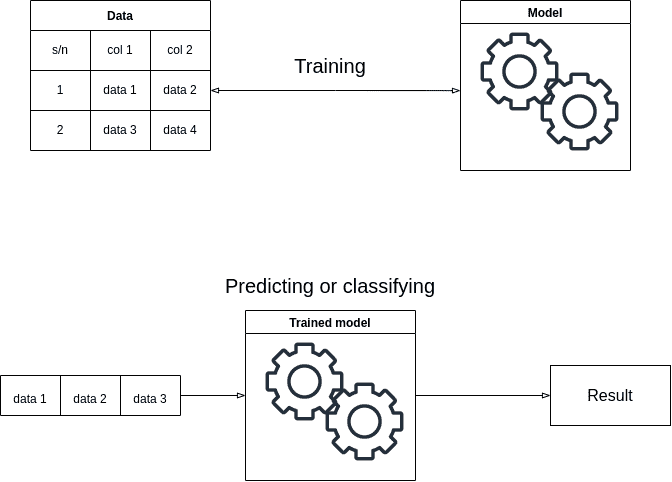 Data
s/n col 1 col 2
1 data 1 data 2
2 data 3 data 4
Training
Model
Predicting or classifying
Trained model
data 1 data 2 data 3
Result